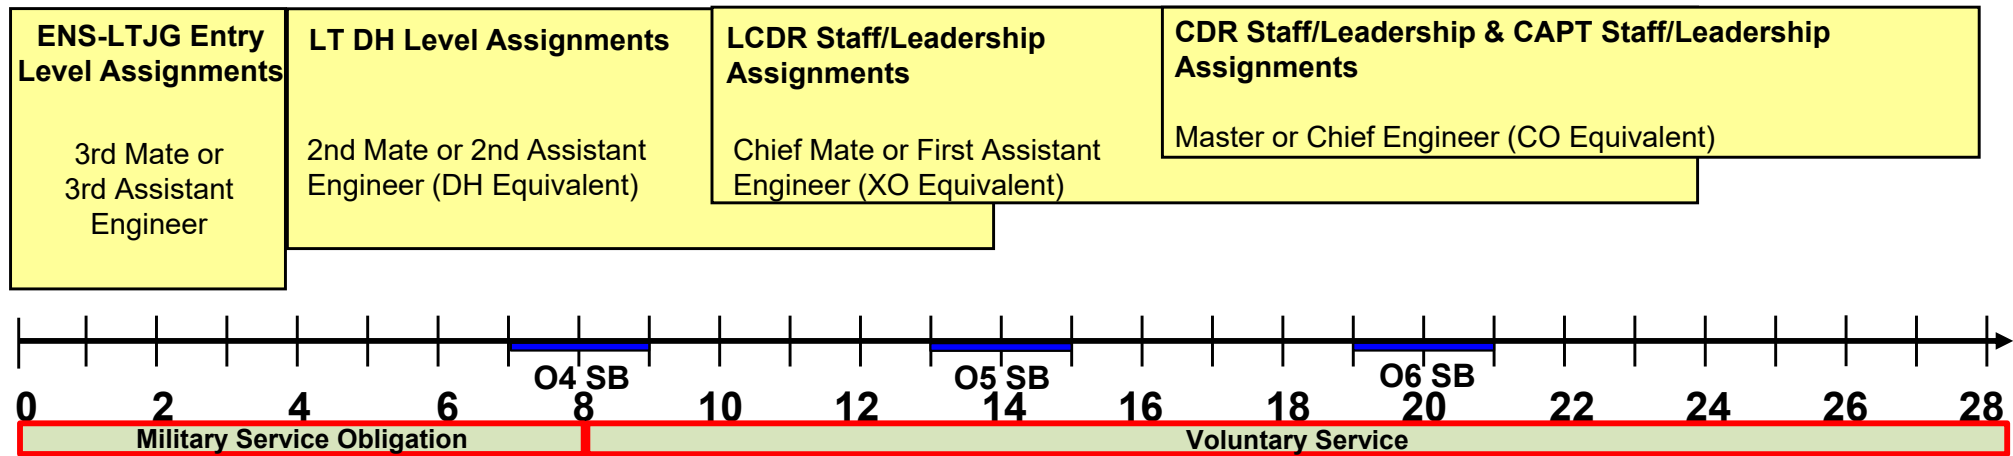 ENS-LTJG Entry
Level Assignments
3rd Mate or
3rd Assistant
Engineer
LT DH Level Assignments
2nd Mate or 2nd Assistant
Engineer (DH Equivalent)
LCDR Staff/Leadership
Assignments
Chief Mate or First Assistant
Engineer (XO Equivalent)
CDR Staff/Leadership & CAPT Staff/Leadership
Assignments
Master or Chief Engineer (CO Equivalent)
O4 SB
O5 SB
O6 SB
0 2 4 6 8 10 12 14 16 18 20 22 24 26 28
Military Service Obligation
Voluntary Service